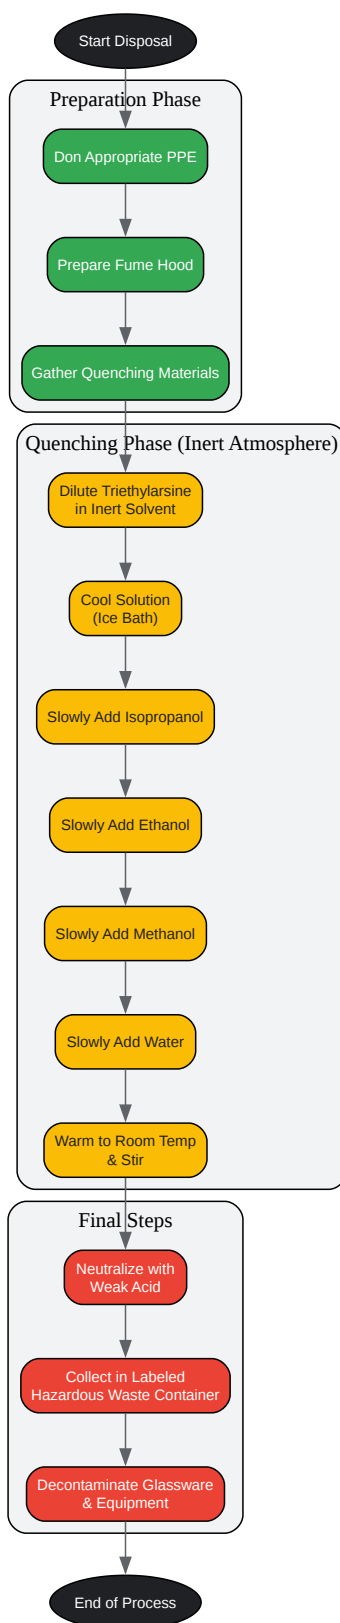 Start Disposal
Preparation Phase
Don Appropriate PPE
Prepare Fume Hood
Gather Quenching Materials
Quenching Phase (Inert Atmosphere)
Dilute Triethylarsine
in Inert Solvent
Cool Solution
(Ice Bath)
Slowly Add Isopropanol
Slowly Add Ethanol
Slowly Add Methanol
Slowly Add Water
Warm to Room Temp
& Stir
Final Steps
Neutralize with
Weak Acid
Collect in Labeled
Hazardous Waste Container
Decontaminate Glassware
& Equipment
End of Process